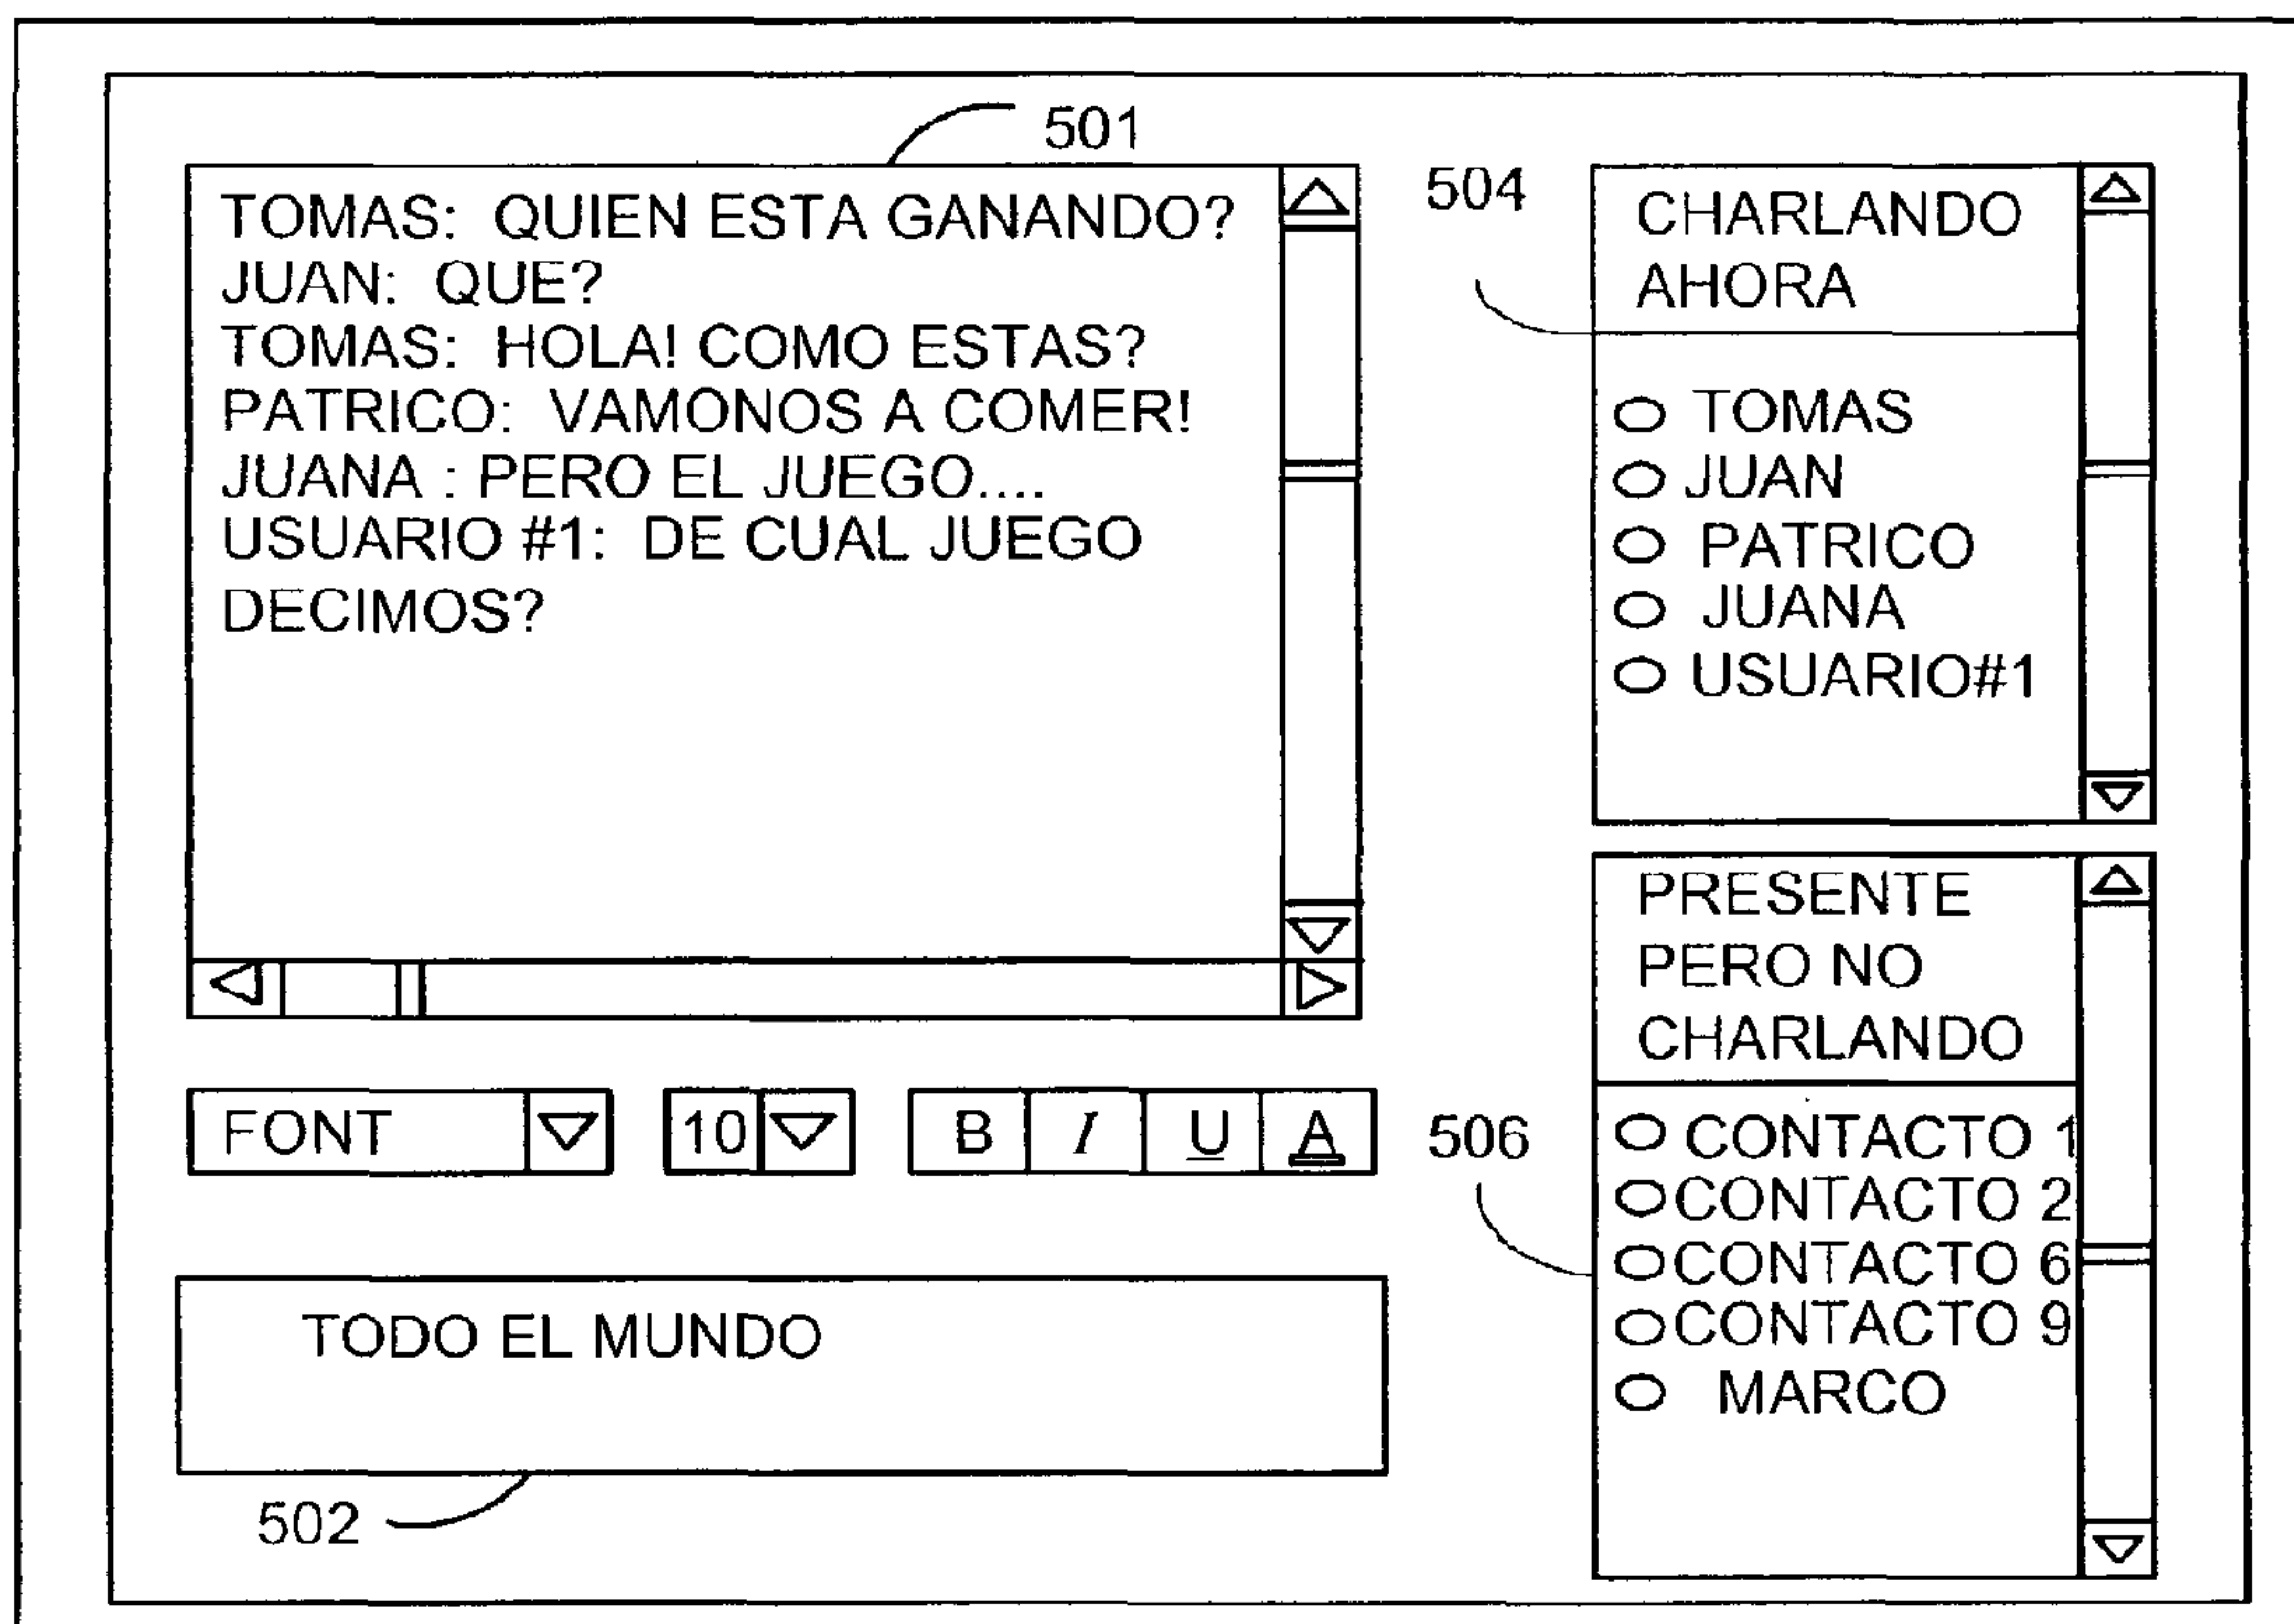 501
TOMAS: QUIEN ESTA GANANDO?
JUAN: QUE?
TOMAS: HOLA! COMO ESTAS?
PATRICO: VAMONOS A COMER!
JUANA : PERO EL JUEGO....
USUARIO #1: DE CUAL JUEGO
DECIMOS?
FONT
10
B I U A
TODO EL MUNDO
502
504
CHARLANDO
AHORA
TOMAS
JUAN
PATRICO
JUANA
USUARIO#1
PRESENTE
PERO NO
CHARLANDO
506
CONTACTO 1
CONTACTO 2
CONTACTO 6
CONTACTO 9
MARCO